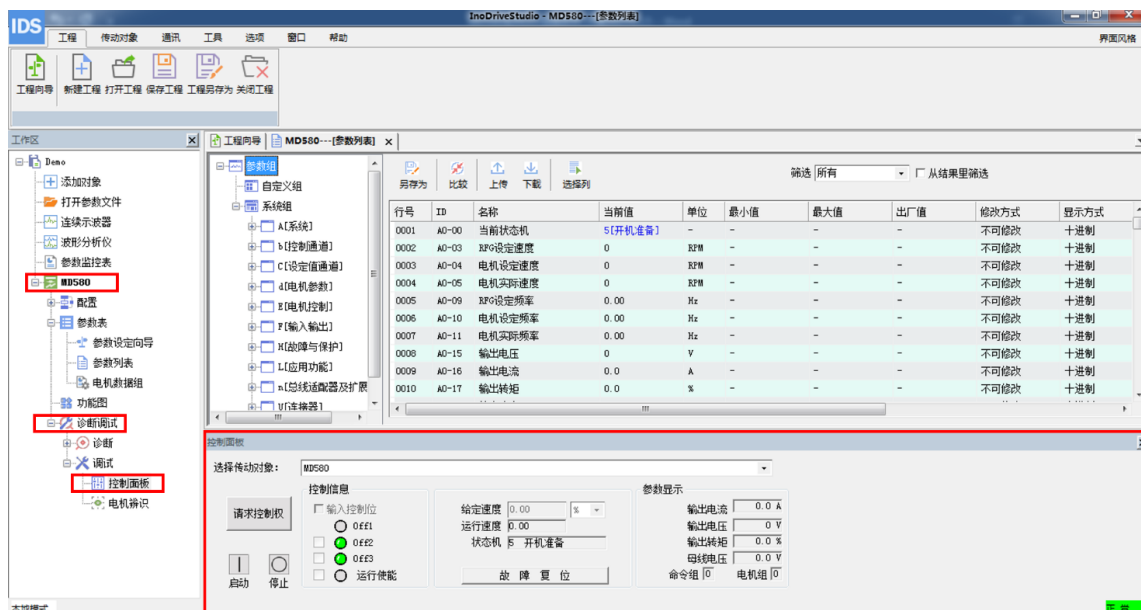 InoDriveStudio - MD580---[参数列表]
IDS
工程 传动对象 通讯 工具 选项 窗口 帮助
界面风格
工程向导 新建工程 打开工程 保存工程 工程另存为 关闭工程
工作区
Demo
添加对象
打开参数文件
连续示波器
波形分析仪
参数监控表
MD580
配置
参数表
参数设定向导
参数列表
电机数据组
功能图
诊断调试
诊断
调试
控制面板
电机辨识
工程向导 MD580---[参数列表]
参数组
自定义组
系统组
A[系统]
b[控制通道]
C[设定值通道]
d[电机参数]
E[电机控制]
F[输入输出]
H[故障与保护]
L[应用功能]
n[总线适配器及扩展
U[连接器]
另存为 比较 上传 下载 选择列
筛选 所有 从结果里筛选
行号 ID 名称 当前值 单位 最小值 最大值 出厂值 修改方式 显示方式
0001 A0-00 当前状态机 5[开机准备] - - - - 不可修改 十进制
0002 A0-03 RFG设定速度 0 RPM - - - 不可修改 十进制
0003 A0-04 电机设定速度 0 RPM - - - 不可修改 十进制
0004 A0-05 电机实际速度 0 RPM - - - 不可修改 十进制
0005 A0-09 RFG设定频率 0.00 Hz - - - 不可修改 十进制
0006 A0-10 电机设定频率 0.00 Hz - - - 不可修改 十进制
0007 A0-11 电机实际频率 0.00 Hz - - - 不可修改 十进制
0008 A0-15 输出电压 0 V - - - 不可修改 十进制
0009 A0-16 输出电流 0.0 A - - - 不可修改 十进制
0010 A0-17 输出转矩 0.0 % - - - 不可修改 十进制
控制面板
选择传动对象: MD580
请求控制权
启动 停止
控制信息
输入控制位
Off1
Off2
Off3
运行使能
给定速度 0.00 %
运行速度 0.00
状态机 5 开机准备
故 障 复 位
参数显示
输出电流 0.0 A
输出电压 0 V
输出转矩 0.0 %
母线电压 0.0 V
命令组 0 电机组 0
本地模式
正 常